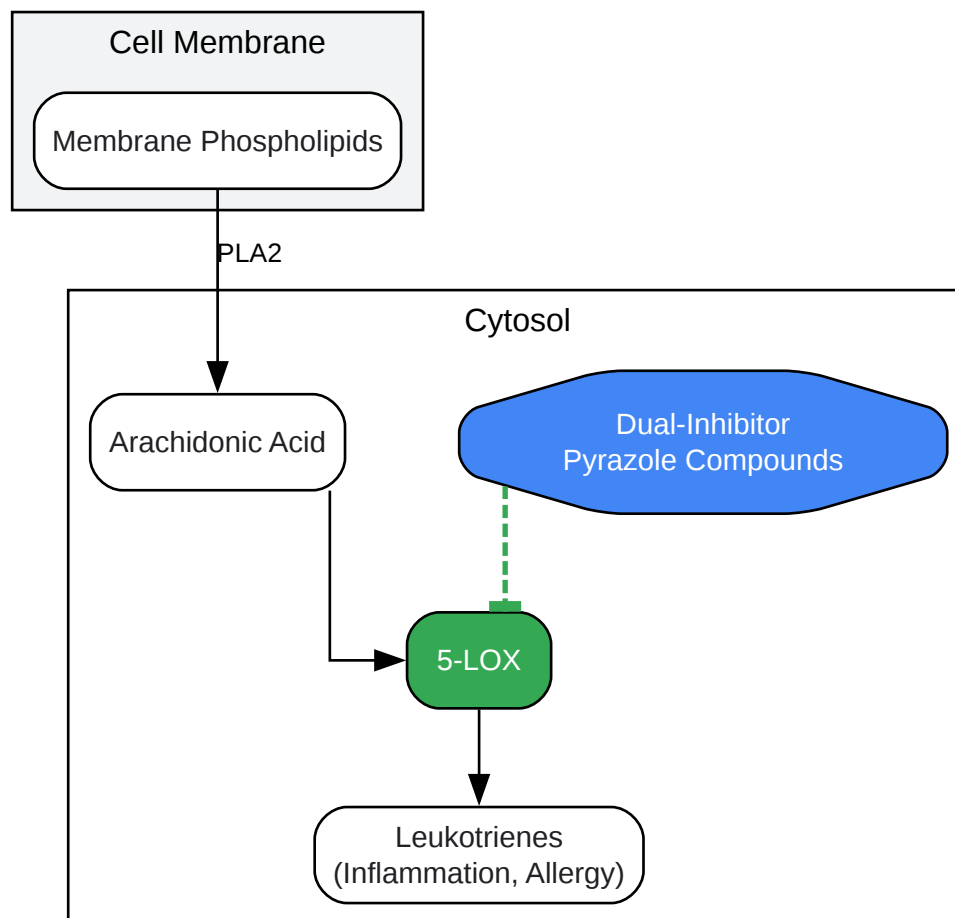 Cell Membrane
Membrane Phospholipids
PLA2
Cytosol
Arachidonic Acid
Dual-Inhibitor
Pyrazole Compounds
5-LOX
Leukotrienes
(Inflammation, Allergy)